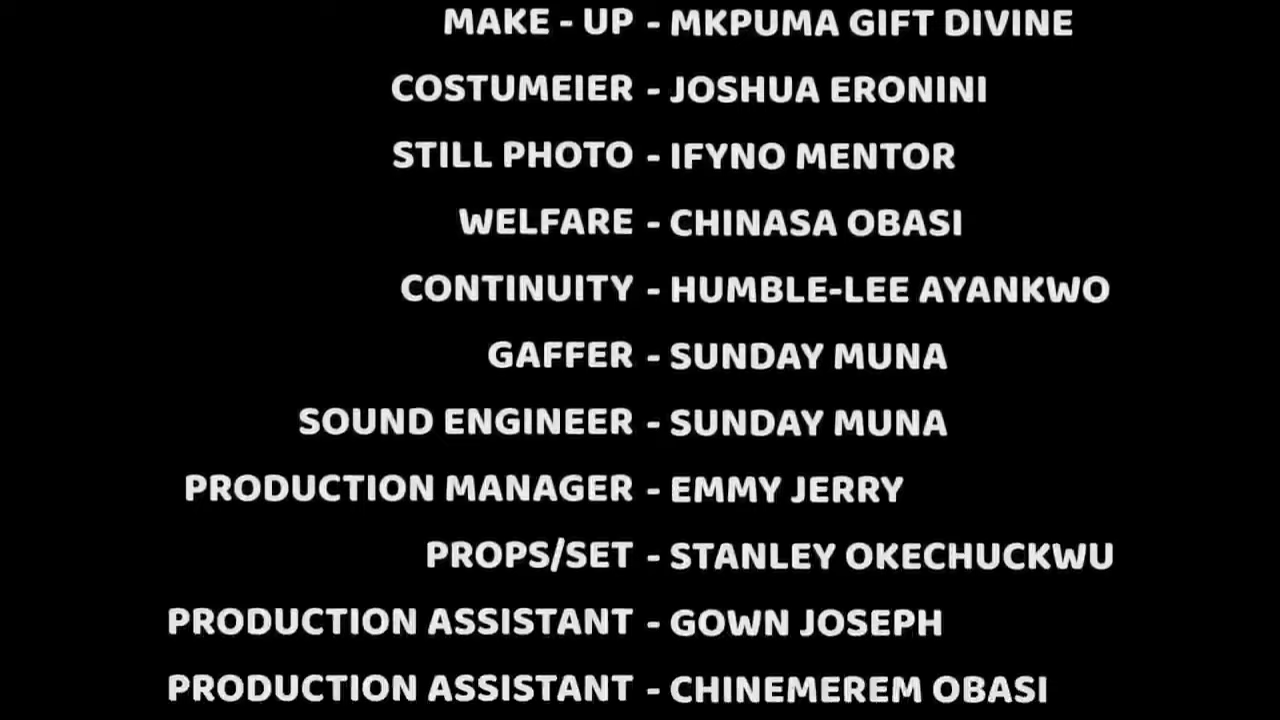 MAKE - UP - MKPUMA GIFT DIVINE
COSTUMEIER - JOSHUA ERONINI
STILL PHOTO - IFYNO MENTOR
WELFARE - CHINASA OBASI
CONTINUITY - HUMBLE-LEE AYANKWO
GAFFER - SUNDAY MUNA
SOUND ENGINEER - SUNDAY MUNA
PRODUCTION MANAGER - EMMY JERRY
PROPS/SET - STANLEY OKECHUCKWU
PRODUCTION ASSISTANT - GOWN JOSEPH
PRODUCTION ASSISTANT - CHINEMEREM OBASI